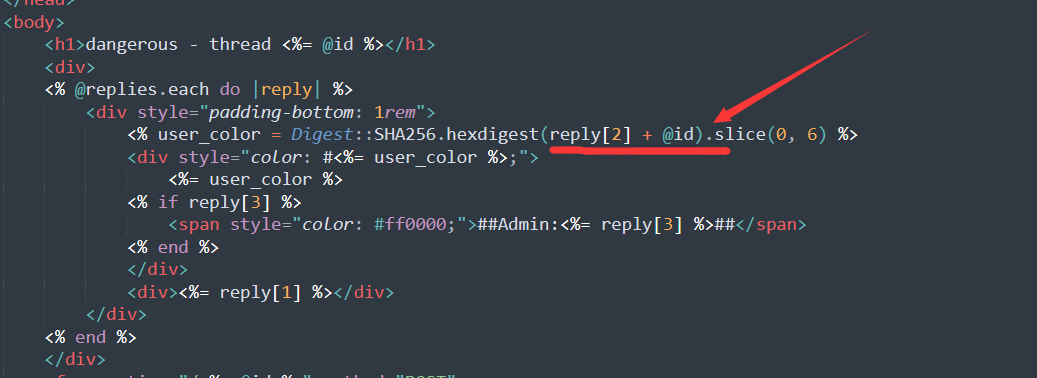 </head>
<body>
<h1>dangerous - thread <%= @id %></h1>
<div>
<% @replies.each do |reply| %>
<div style="padding-bottom: 1rem">
<% user_color = Digest::SHA256.hexdigest(reply[2] + @id).slice(0, 6) %>
<div style="color: #<%= user_color %>;">
<%= user_color %>
<% if reply[3] %>
<span style="color: #ff0000;">##Admin:<%= reply[3] %>##</span>
<% end %>
</div>
<div><%= reply[1] %></div>
</div>
<% end %>
</div>